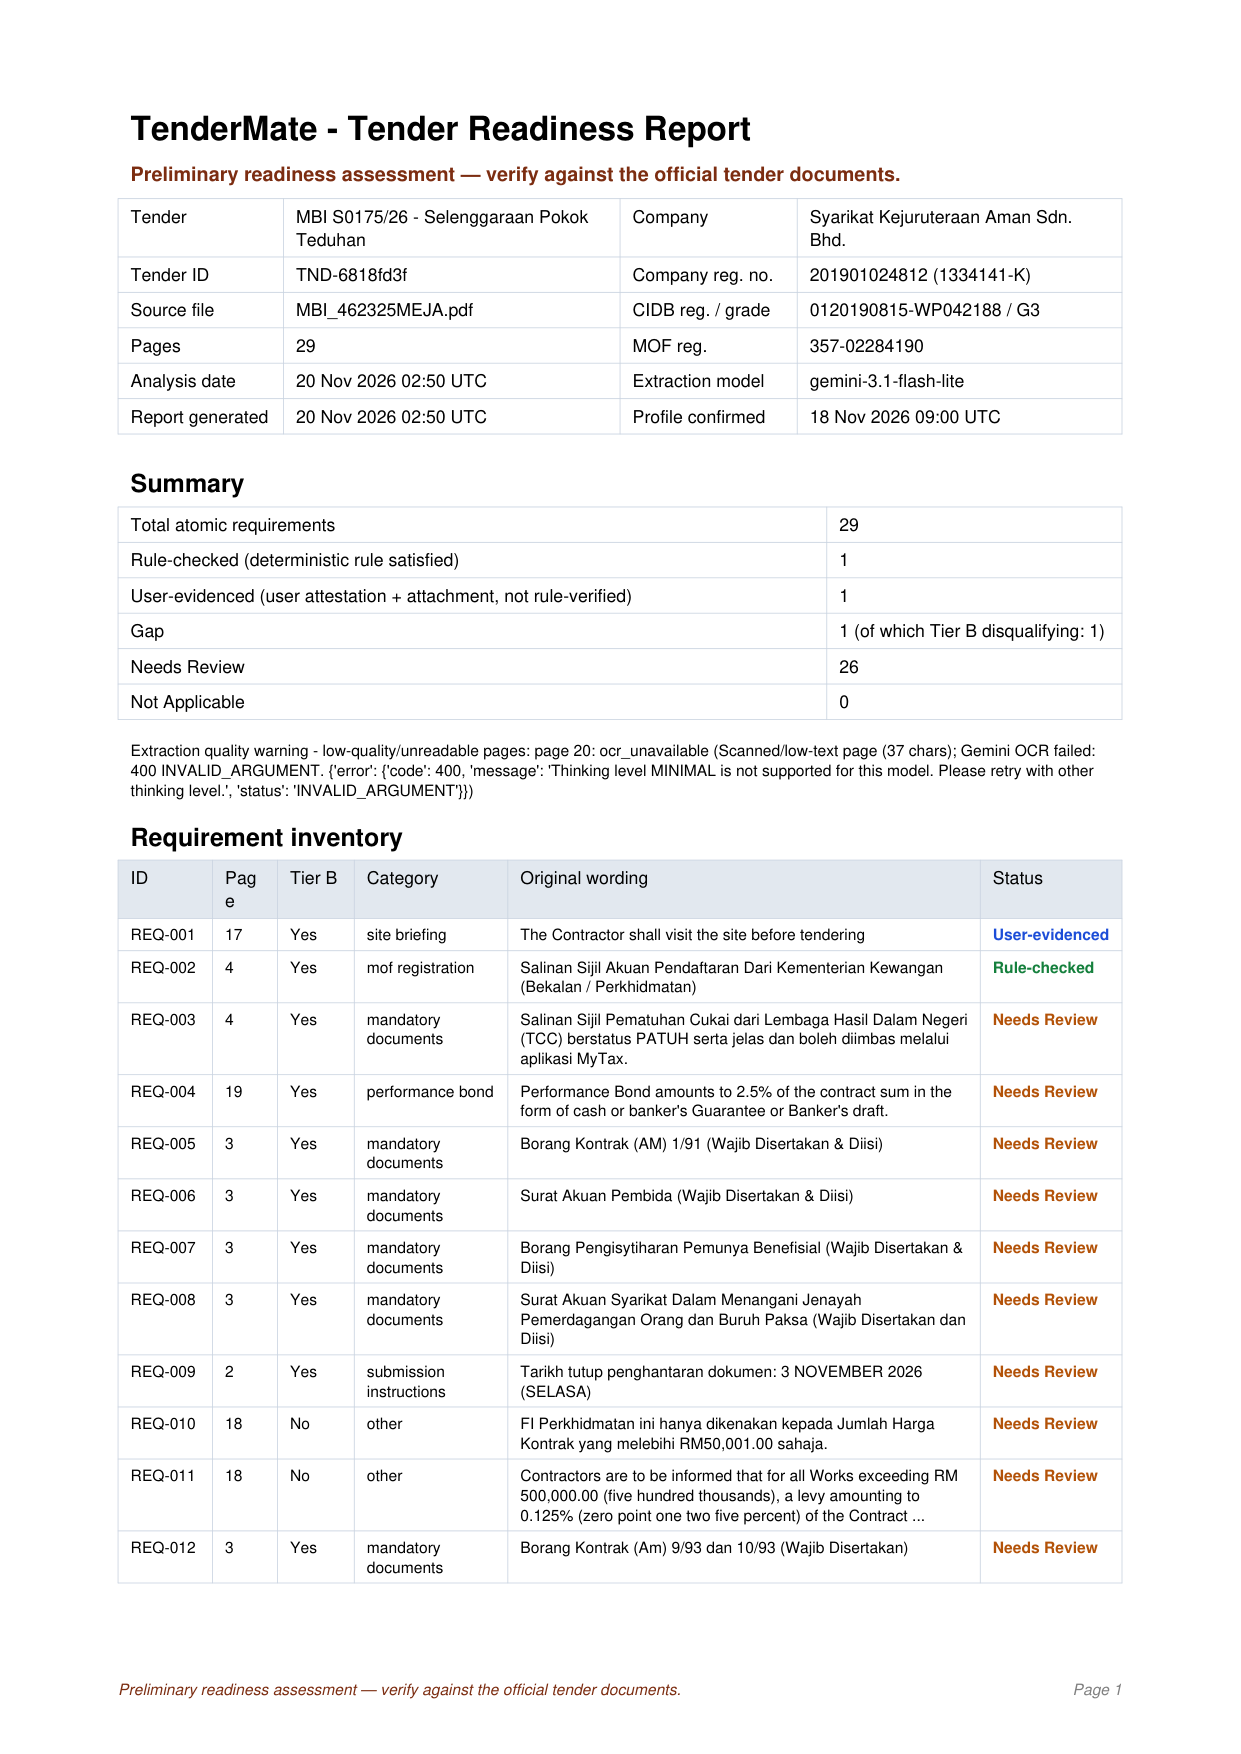 TenderMate - Tender Readiness Report
Preliminary readiness assessment — verify against the official tender documents.
Tender MBI S0175/26 - Selenggaraan Pokok Teduhan Company Syarikat Kejuruteraan Aman Sdn. Bhd.
Tender ID TND-6818fd3f Company reg. no. 201901024812 (1334141-K)
Source file MBI_462325MEJA.pdf CIDB reg. / grade 0120190815-WP042188 / G3
Pages 29 MOF reg. 357-02284190
Analysis date 20 Nov 2026 02:50 UTC Extraction model gemini-3.1-flash-lite
Report generated 20 Nov 2026 02:50 UTC Profile confirmed 18 Nov 2026 09:00 UTC
Summary
Total atomic requirements 29
Rule-checked (deterministic rule satisfied) 1
User-evidenced (user attestation + attachment, not rule-verified) 1
Gap 1 (of which Tier B disqualifying: 1)
Needs Review 26
Not Applicable 0
Extraction quality warning - low-quality/unreadable pages: page 20: ocr_unavailable (Scanned/low-text page (37 chars); Gemini OCR failed:
400 INVALID_ARGUMENT. {'error': {'code': 400, 'message': 'Thinking level MINIMAL is not supported for this model. Please retry with other
thinking level.', 'status': 'INVALID_ARGUMENT'}})
Requirement inventory
ID Page Tier B Category Original wording Status
REQ-001 17 Yes site briefing The Contractor shall visit the site before tendering User-evidenced
REQ-002 4 Yes mof registration Salinan Sijil Akuan Pendaftaran Dari Kementerian Kewangan (Bekalan / Perkhidmatan) Rule-checked
REQ-003 4 Yes mandatory documents Salinan Sijil Pematuhan Cukai dari Lembaga Hasil Dalam Negeri (TCC) berstatus PATUH serta jelas dan boleh diimbas melalui aplikasi MyTax. Needs Review
REQ-004 19 Yes performance bond Performance Bond amounts to 2.5% of the contract sum in the form of cash or banker's Guarantee or Banker's draft. Needs Review
REQ-005 3 Yes mandatory documents Borang Kontrak (AM) 1/91 (Wajib Disertakan & Diisi) Needs Review
REQ-006 3 Yes mandatory documents Surat Akuan Pembida (Wajib Disertakan & Diisi) Needs Review
REQ-007 3 Yes mandatory documents Borang Pengisytiharan Pemunya Benefisial (Wajib Disertakan & Diisi) Needs Review
REQ-008 3 Yes mandatory documents Surat Akuan Syarikat Dalam Menangani Jenayah Pemerdagangan Orang dan Buruh Paksa (Wajib Disertakan dan Diisi) Needs Review
REQ-009 2 Yes submission instructions Tarikh tutup penghantaran dokumen: 3 NOVEMBER 2026 (SELASA) Needs Review
REQ-010 18 No other FI Perkhidmatan ini hanya dikenakan kepada Jumlah Harga Kontrak yang melebihi RM50,001.00 sahaja. Needs Review
REQ-011 18 No other Contractors are to be informed that for all Works exceeding RM 500,000.00 (five hundred thousands), a levy amounting to 0.125% (zero point one two five percent) of the Contract ... Needs Review
REQ-012 3 Yes mandatory documents Borang Kontrak (Am) 9/93 dan 10/93 (Wajib Disertakan) Needs Review
Preliminary readiness assessment — verify against the official tender documents. Page 1